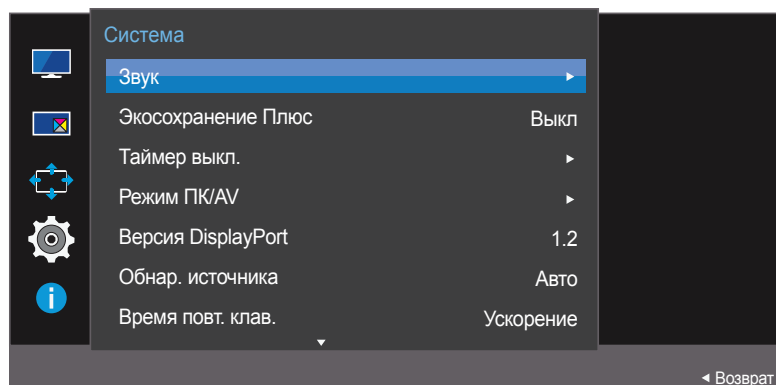 Система
Звук
Экосохранение Плюс Выкл
Таймер выкл.
Режим ПК/AV
Версия DisplayPort 1.2
Обнар. источника Авто
Время повт. клав. Ускорение
Возврат